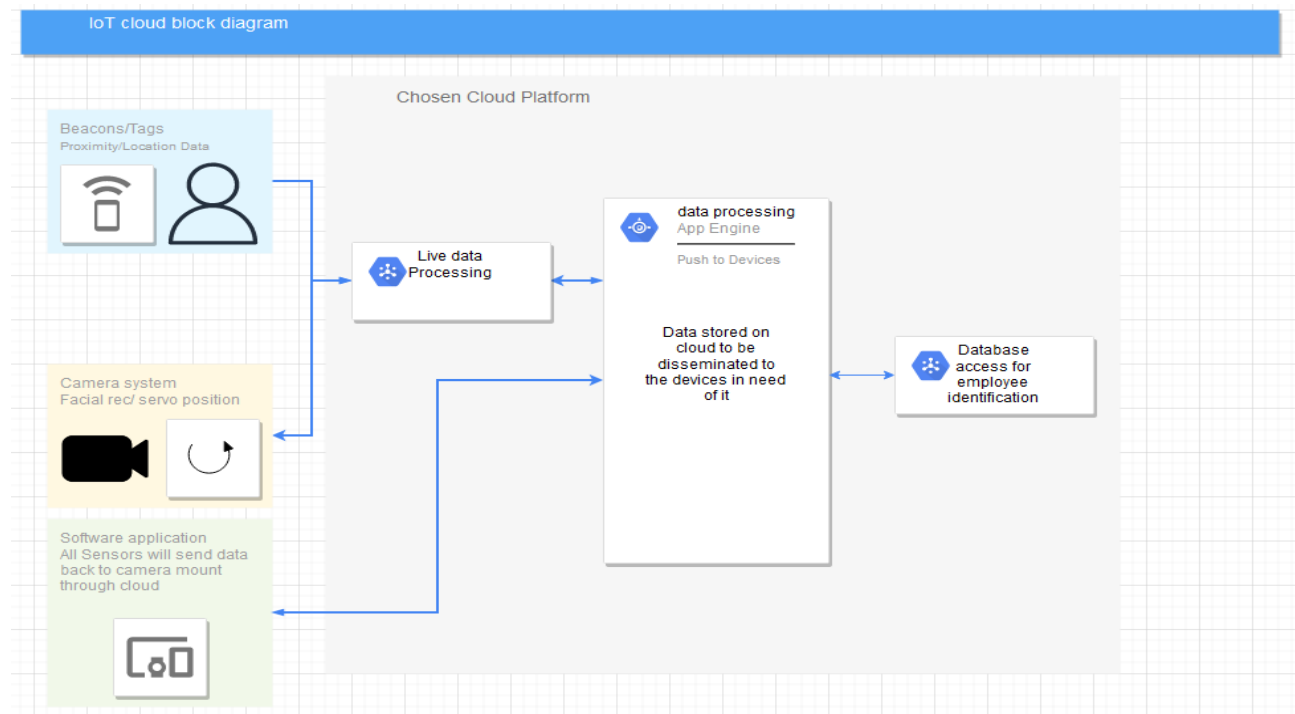 IoT cloud block diagram
Chosen Cloud Platform
Beacons/Tags
Proximity/Location Data
Live data
Processing
data processing
App Engine
Push to Devices
Data stored on
cloud to be
disseminated to
the devices in need
of it
Database
access for
employee
identification
Camera system
Facial rec/ servo position
Software application
All Sensors will send data
back to camera mount
through cloud